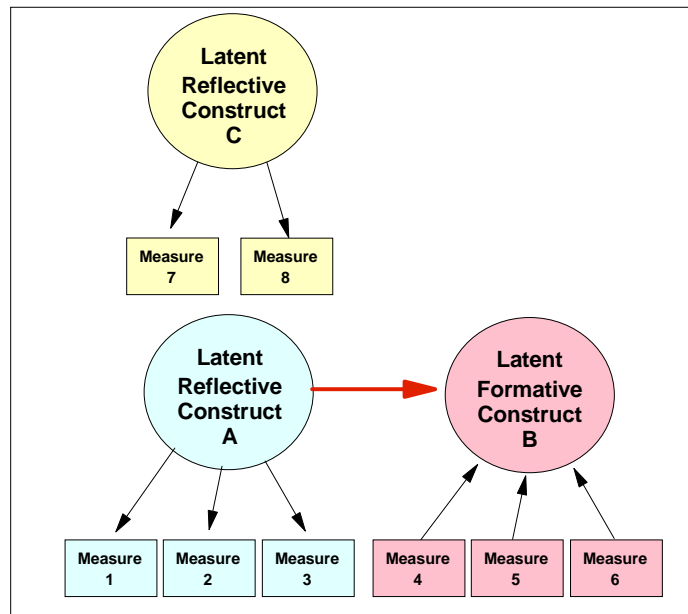 Latent
Reflective
Construct
C
Measure
7
Measure
8
Latent
Reflective
Construct
A
Latent
Formative
Construct
B
Measure
1
Measure
2
Measure
3
Measure
4
Measure
5
Measure
6